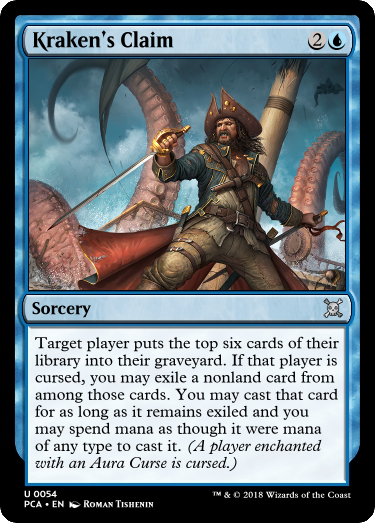 Kraken's Claim 2
Sorcery
Target player puts the top six cards of their
library into their graveyard. If that player is
cursed, you may exile a nonland card from
among those cards. You may cast that card
for as long as it remains exiled and you
may spend mana as though it were mana
of any type to cast it. (A player enchanted
with an Aura Curse is cursed.)
U 0054
PCA • EN Roman Tishenin
™ & © 2018 Wizards of the Coast